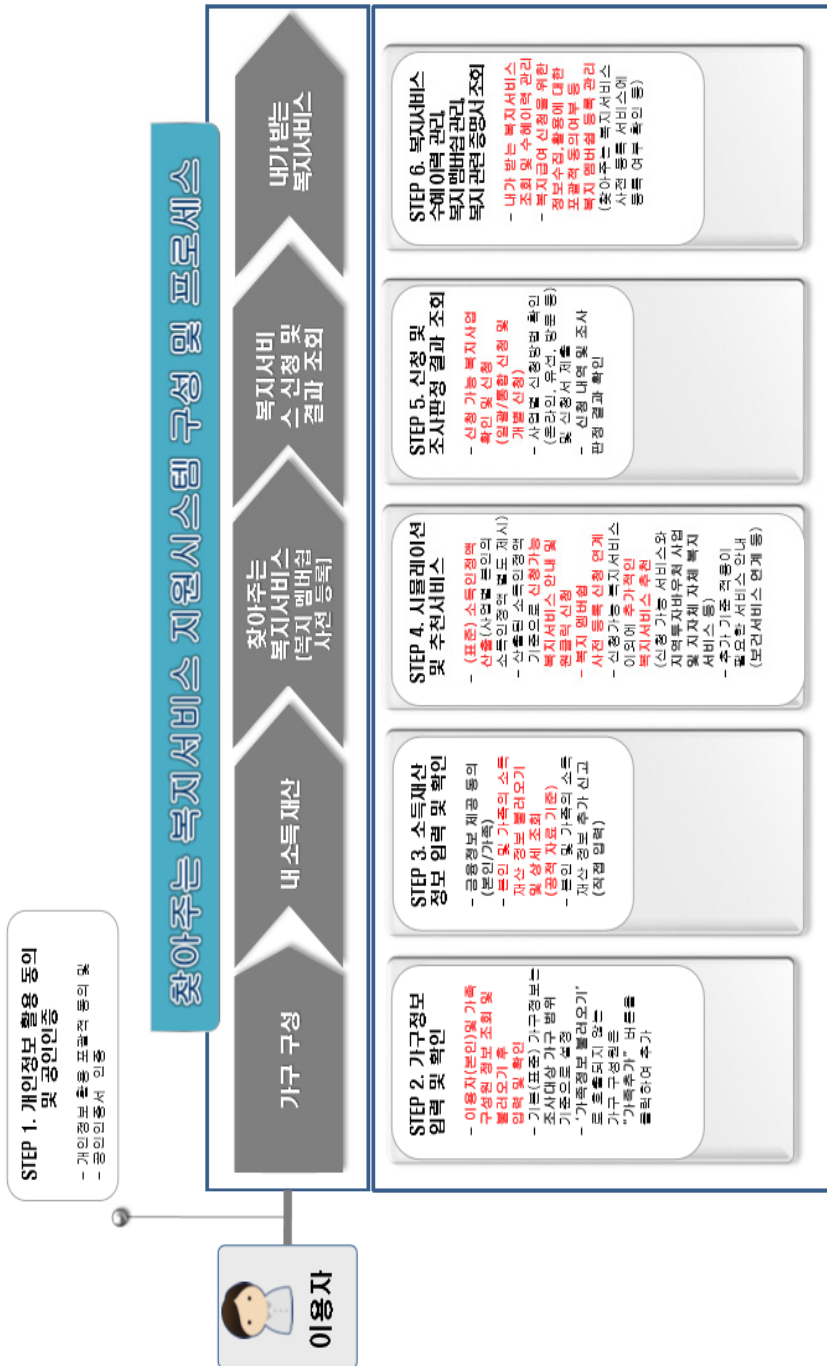 찾아주는 복지서비스 지원시스템 구성 및 프로세스
STEP 1. 개인정보 활용 동의
및 공인인증
- 개인정보 활용 포괄적 동의 및
- 공인인증서 인증
이용자
가구 구성
내 소득재산
찾아주는
복지서비스
[복지 멤버쉽
사전 등록]
복지서비
스 신청 및
결과 조회
내가 받는
복지서비스
STEP 2. 가구정보
입력 및 확인
- 이용자(본인)및 가족
구성원 정보 조회 및
불러오기 후
입력 및 확인
- 기본(표준) 가구정보는
조사대상 가구 범위
기준으로 설정
- '가족정보 불러오기'
로 호출되지 않는
가구 구성원은
"가족추가" 버튼을
클릭하여 추가
STEP 3. 소득재산
정보 입력 및 확인
- 금융정보 제공 동의
(본인/가족)
- 본인 및 가족의 소득
재산 정보 불러오기
및 상세 조회
(공적 자료 기준)
- 본인 및 가족의 소득
재산 정보 추가 신고
(직접 입력)
STEP 4. 시뮬레이션
및 추천서비스
- (표준) 소득인정액
산출(사업별 본인의
소득인정액 별도 제시)
- 산출된 소득인정액
기준으로 신청가능
복지서비스 안내 및
원클릭 신청
- 복지 멤버쉽
사전 등록 신청 연계
- 신청가능 복지서비스
이외에 추가적인
복지서비스 추천
(신청 가능 서비스와
지역투자바우처 사업
및 지자체 자체 복지
서비스 등)
- 추가 기준 적용이
필요한 서비스 안내
(보건서비스 연계 등)
STEP 5. 신청 및
조사판정 결과 조회
- 신청 가능 복지사업
확인 및 신청
(일괄/통합 신청 및
개별 신청)
- 사업별 신청방법 확인
(온라인, 유선, 방문 등)
및 신청서 제출
- 신청 내역 및 조사
판정 결과 확인
STEP 6. 복지서비스
수혜 이력 관리,
복지 멤버쉽 관리,
복지 관련 증명서 조회
- 내가 받는 복지서비스
조회 및 수혜이력 관리
- 복지급여 신청을 위한
정보수집,활용에 대한
포괄적 동의여부 등
복지 멤버쉽 등록 관리
(찾아주는 복지서비스
사전 등록 서비스에
등록 여부 확인 등)